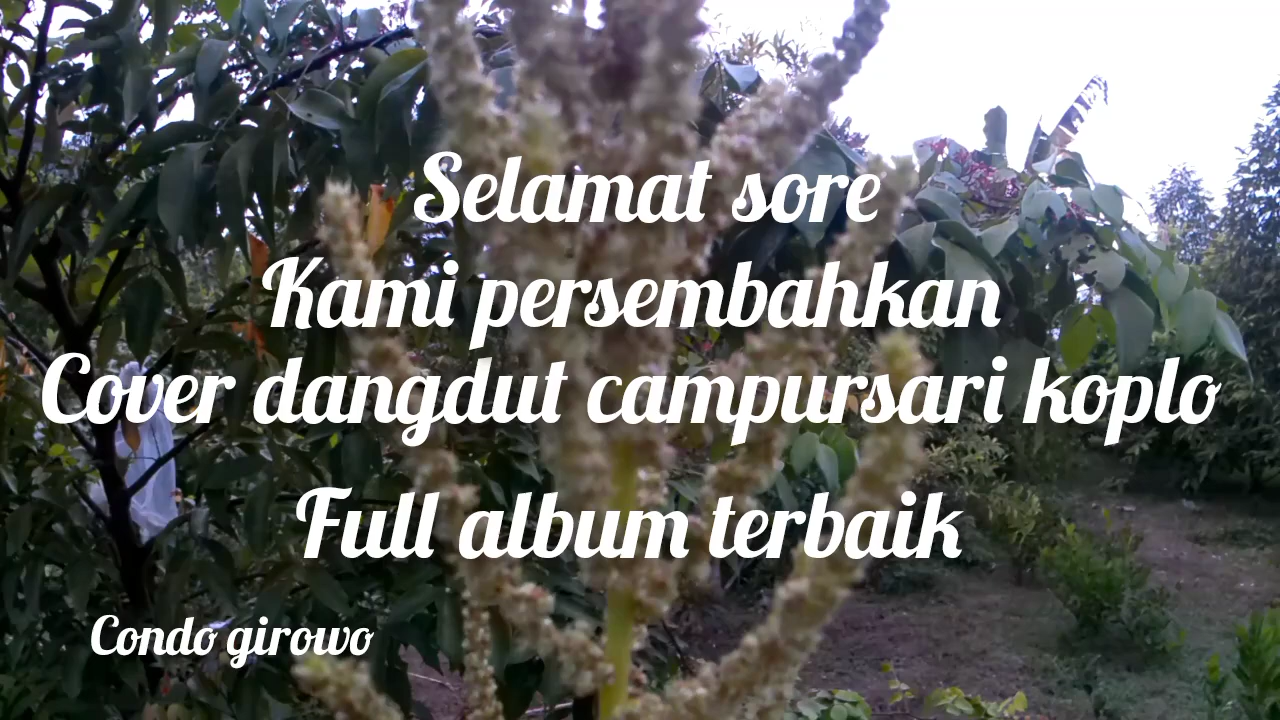 Selamat sore
Kami persembahkan
Cover dangdut campursari koplo
Full album terbaik
Condo girowo